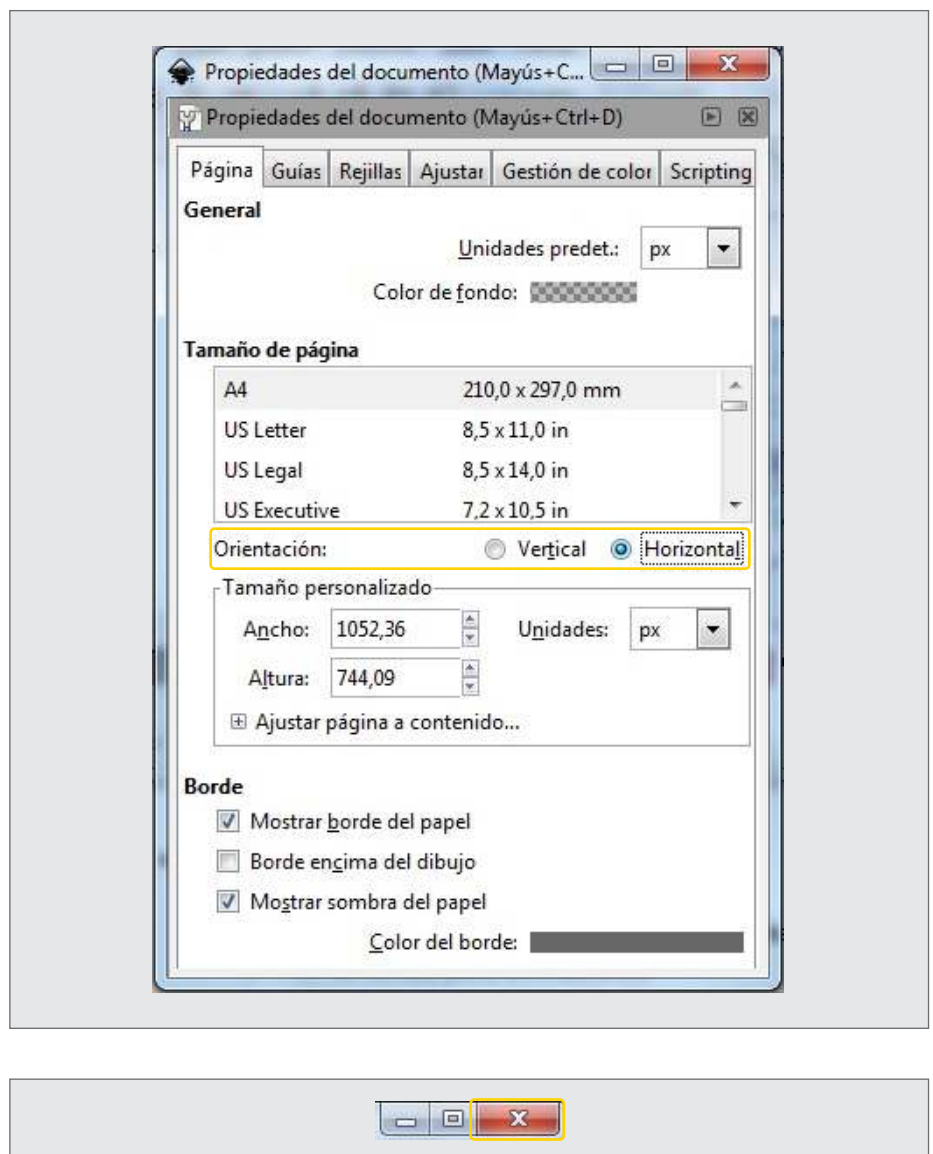 Propiedades del documento (Mayús+C...
Propiedades del documento (Mayús+Ctrl+D)
Página Guías Rejillas Ajustar Gestión de color Scripting
General
Unidades predet.: px
Color de fondo:
Tamaño de página
A4 210,0 x 297,0 mm
US Letter 8,5 x 11,0 in
US Legal 8,5 x 14,0 in
US Executive 7,2 x 10,5 in
Orientación: Vertical Horizontal
Tamaño personalizado
Ancho: 1052,36 Unidades: px
Altura: 744,09
Ajustar página a contenido...
Borde
Mostrar borde del papel
Borde encima del dibujo
Mostrar sombra del papel
Color del borde: